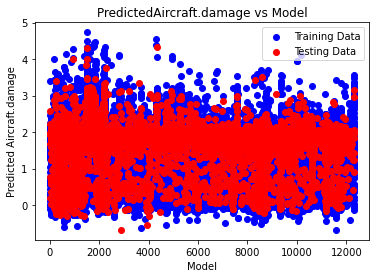 PredictedAircraft.damage vs Model
Training Data
Testing Data
Predicted Aircraft.damage
5
4
3
2
1
0
0 2000 4000 6000 8000 10000 12000
Model